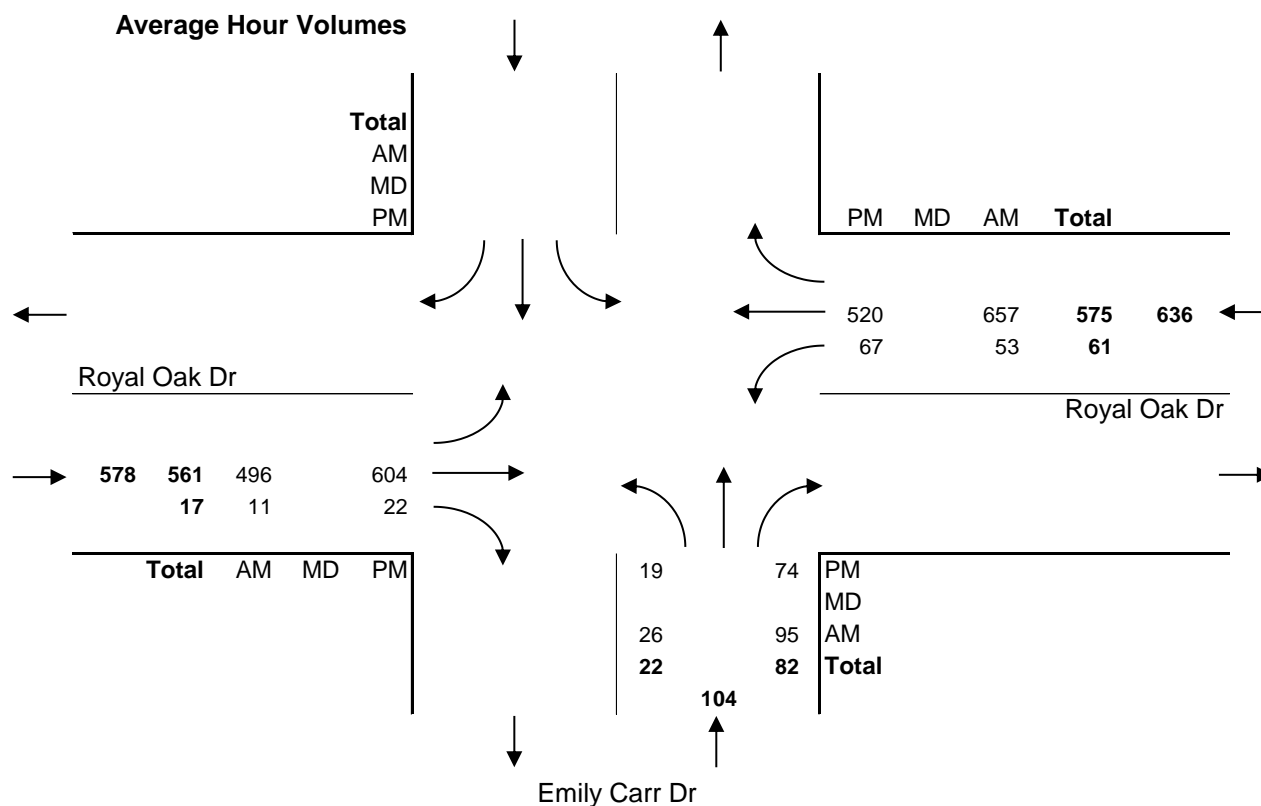 Average Hour Volumes
Total
AM
MD
PM
PM MD AM Total
520 657 575 636
67 53 61
Royal Oak Dr
Royal Oak Dr
578 561 496 604
17 11 22
Total AM MD PM
19 74 PM
MD
26 95 AM
22 82 Total
104
Emily Carr Dr